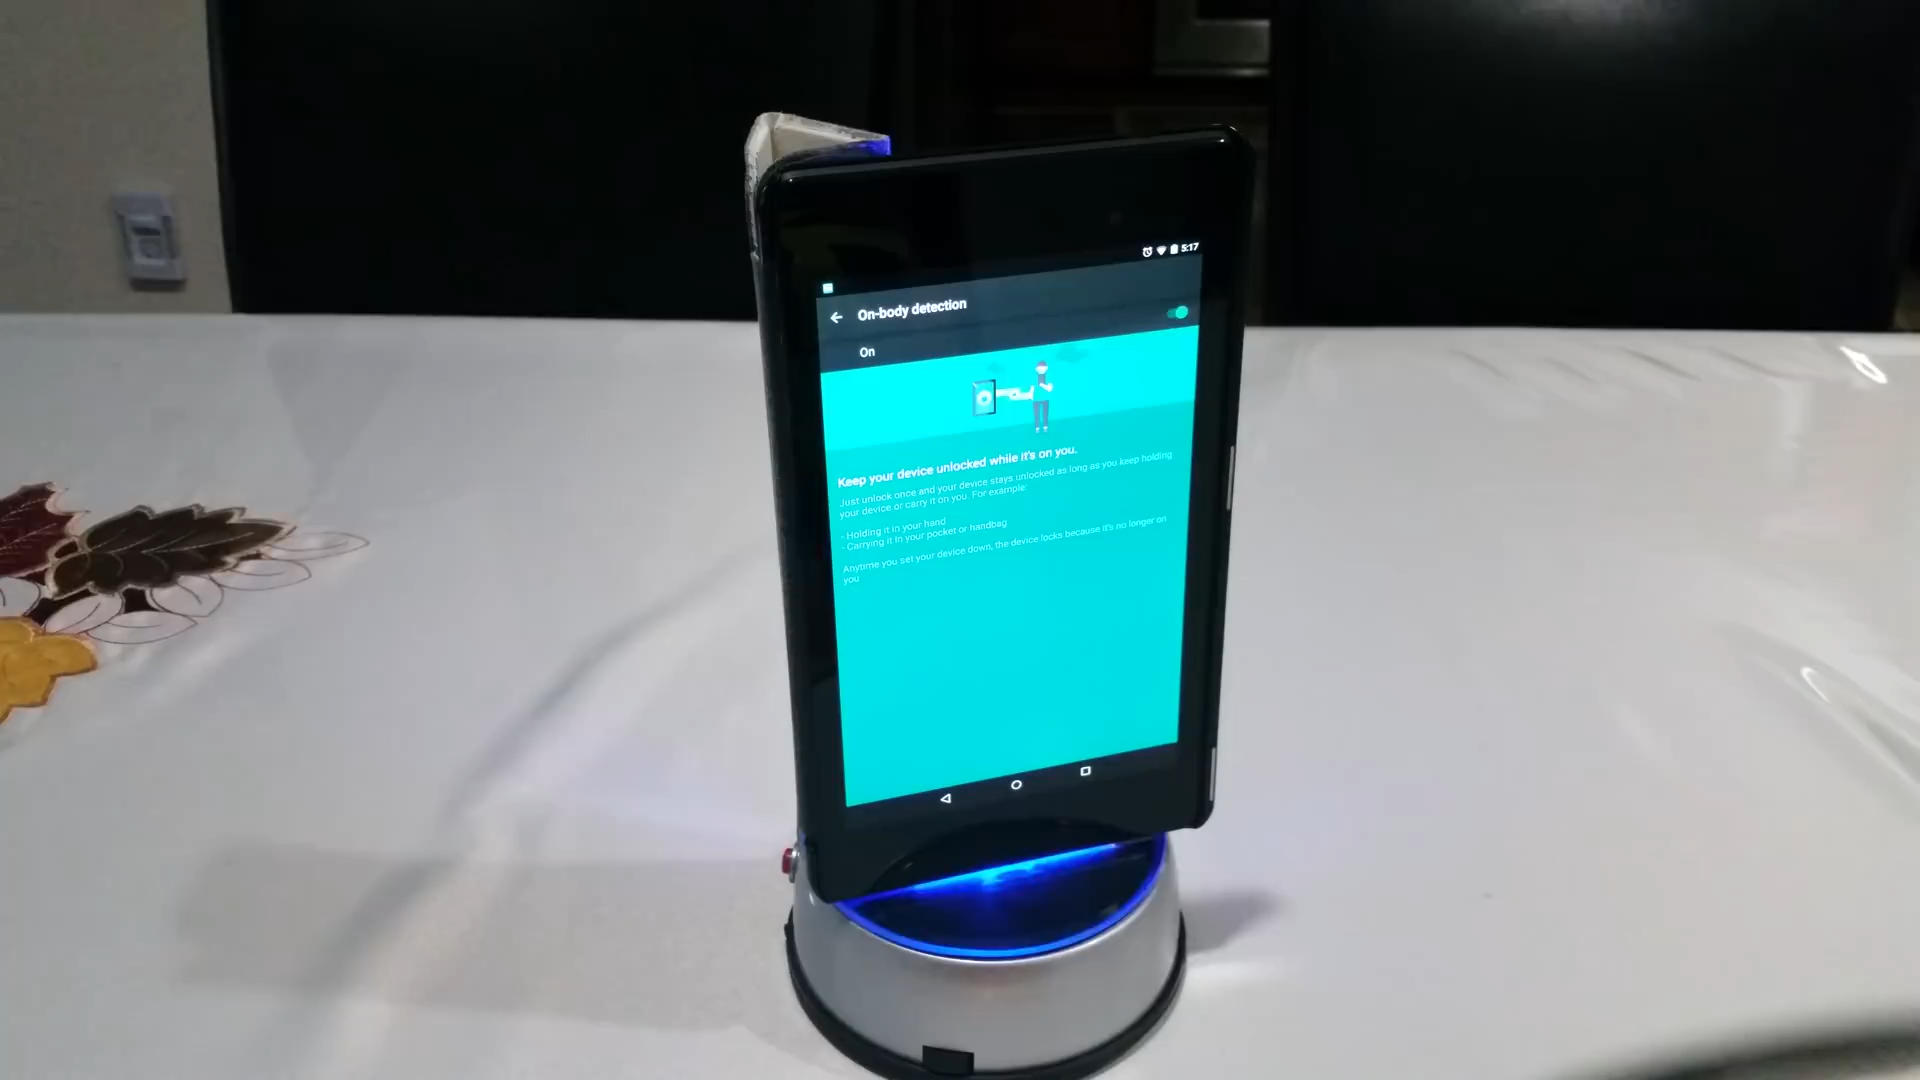 5:17
On-body detection
On
Keep your device unlocked while it's on you.
Just unlock once and your device stays unlocked as long as you keep holding
your device or carry it on you. For example:
- Holding it in your hand
- Carrying it in your pocket or handbag
Anytime you set your device down, the device locks because it's no longer on
you